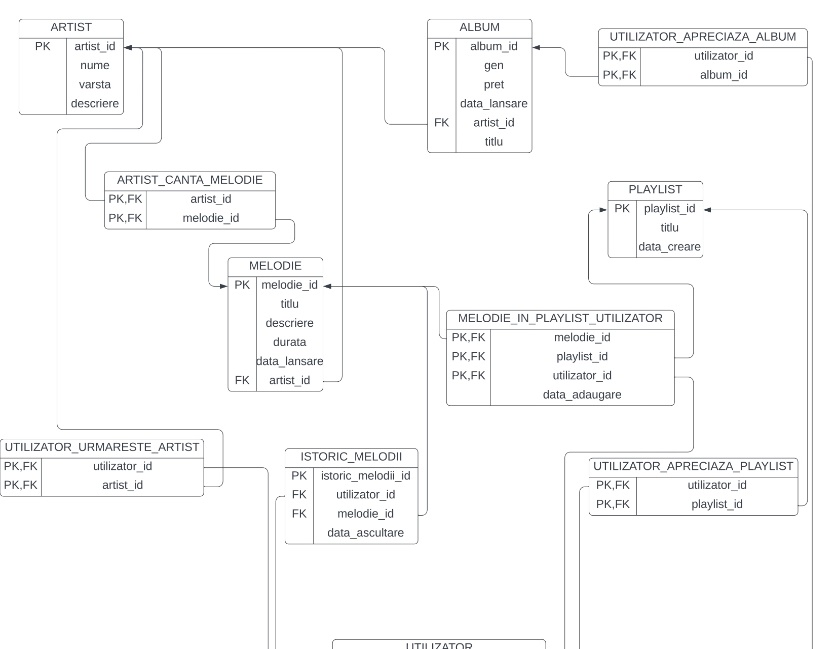 ARTIST
PK artist_id
nume
varsta
descriere
ALBUM
PK album_id
gen
pret
data_lansare
FK artist_id
titlu
UTILIZATOR_APRECIAZA_ALBUM
PK,FK utilizator_id
PK,FK album_id
ARTIST_CANTA_MELODIE
PK,FK artist_id
PK,FK melodie_id
PLAYLIST
PK playlist_id
titlu
data_creare
MELODIE
PK melodie_id
titlu
descriere
durata
data_lansare
FK artist_id
MELODIE_IN_PLAYLIST_UTILIZATOR
PK,FK melodie_id
PK,FK playlist_id
PK,FK utilizator_id
data_adaugare
UTILIZATOR_URMARESTE_ARTIST
PK,FK utilizator_id
PK,FK artist_id
ISTORIC_MELODII
PK istoric_melodii_id
FK utilizator_id
FK melodie_id
data_ascultare
UTILIZATOR_APRECIAZA_PLAYLIST
PK,FK utilizator_id
PK,FK playlist_id
UTILIZATOR